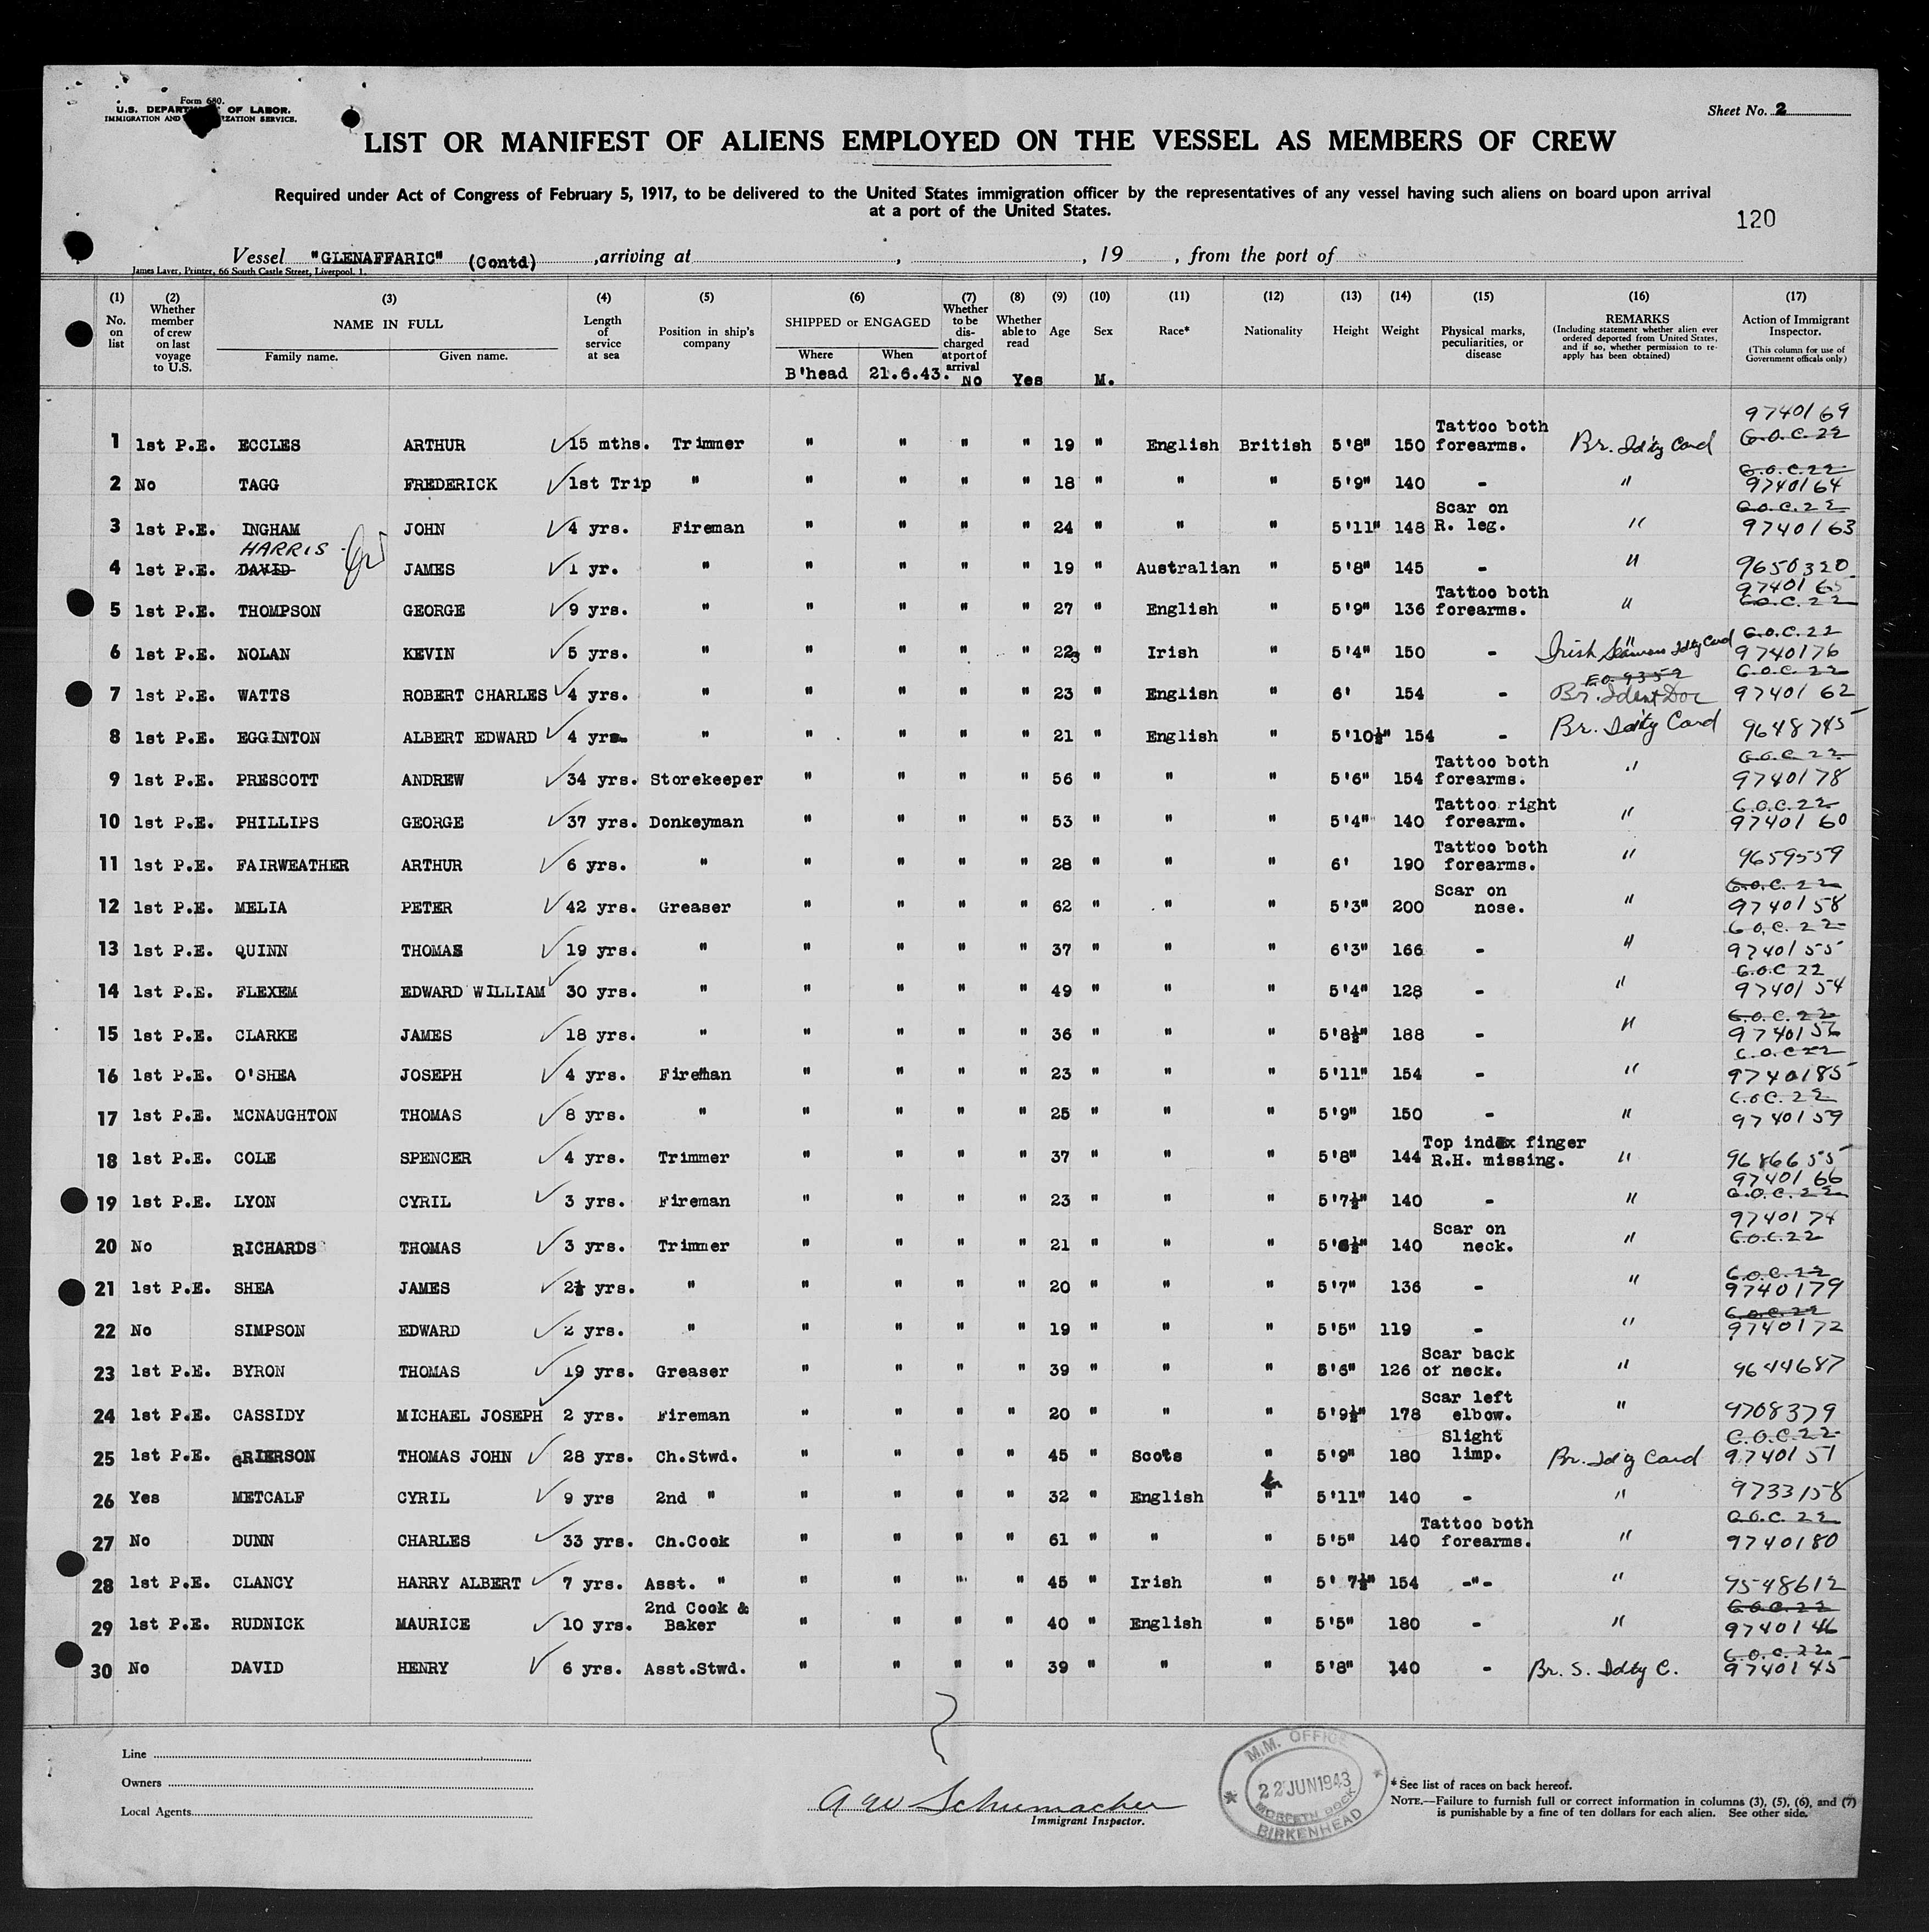 Form 680.
U.S. DEPARTM OF LABOR.
IMMIGRATION AND IZATION SERVICE.
Sheet No. 2
LIST OR MANIFEST OF ALIENS EMPLOYED ON THE VESSEL AS MEMBERS OF CREW
Required under Act of Congress of February 5, 1917, to be delivered to the United States immigration officer by the representatives of any vessel having such aliens on board upon arrival
at a port of the United States.
120
Vessel "GLENAFFARIC" (Contd) , arriving at , , 19 , from the port of
James Laver, Printer, 66 South Castle Street, Liverpool. 1.
(1) No. on list
(2) Whether member of crew on last voyage to U.S.
(3) NAME IN FULL Family name. Given name.
(4) Length of service at sea
(5) Position in ship's company
(6) SHIPPED or ENGAGED Where When
(7) Whether to be discharged at port of arrival
(8) Whether able to read
(9) Age
(10) Sex
(11) Race*
(12) Nationality
(13) Height
(14) Weight
(15) Physical marks, peculiarities, or disease
(16) REMARKS (Including statement whether alien ever ordered deported from United States, and if so, whether permission to re-apply has been obtained)
(17) Action of Immigrant Inspector. (This column for use of Government officials only)
B'head 21.6.43. No Yes M.
1 1st P.E. ECCLES ARTHUR 15 mths. Trimmer " " " " 19 " English British 5'8" 150 Tattoo both forearms. Br. Idity Card 9740169 G.O.C. 22
2 No TAGG FREDERICK 1st Trip " " " " " 18 " " " 5'9" 140 - " G.O.C. 22 9740164
3 1st P.E. INGHAM JOHN 4 yrs. Fireman " " " " 24 " " " 5'11" 148 Scar on R. leg. " G.O.C. 22 9740163
4 1st P.E. DAVID HARRIS JAMES 1 yr. " " " " " 19 " Australian " 5'8" 145 - " 9650320
5 1st P.E. THOMPSON GEORGE 9 yrs. " " " " " 27 " English " 5'9" 136 Tattoo both forearms. " 9740165 G.O.C. 22
6 1st P.E. NOLAN KEVIN 5 yrs. " " " " " 223 " Irish " 5'4" 150 - Irish Seamans Idty Card G.O.C. 22 9740176
7 1st P.E. WATTS ROBERT CHARLES 4 yrs. " " " " " 23 " English " 6' 154 - E.O. 9352 Br. Ident Doc G.O.C. 22 9740162
8 1st P.E. EGGINTON ALBERT EDWARD 4 yrs. " " " " " 21 " English " 5'10½" 154 - Br. Idity Card 9648745
9 1st P.E. PRESCOTT ANDREW 34 yrs. Storekeeper " " " " 56 " " " 5'6" 154 Tattoo both forearms. " G.O.C. 22 9740178
10 1st P.E. PHILLIPS GEORGE 37 yrs. Donkeyman " " " " 53 " " " 5'4" 140 Tattoo right forearm. " G.O.C. 22 9740160
11 1st P.E. FAIRWEATHER ARTHUR 6 yrs. " " " " " 28 " " " 6' 190 Tattoo both forearms. " 9659559
12 1st P.E. MELIA PETER 42 yrs. Greaser " " " " 62 " " " 5'3" 200 Scar on nose. " G.O.C. 22 9740158
13 1st P.E. QUINN THOMAS 19 yrs. " " " " " 37 " " " 6'3" 166 - " G.O.C. 22 9740155
14 1st P.E. FLEXEM EDWARD WILLIAM 30 yrs. " " " " " 49 " " " 5'4" 128 - " G.O.C 22 9740154
15 1st P.E. CLARKE JAMES 18 yrs. " " " " " 36 " " " 5'8½" 188 - " G.O.C. 22 9740156
16 1st P.E. O'SHEA JOSEPH 4 yrs. Fireman " " " " 23 " " " 5'11" 154 - " G.O.C 22 9740185
17 1st P.E. MCNAUGHTON THOMAS 8 yrs. " " " " " 25 " " " 5'9" 150 - " G.O.C. 22 9740159
18 1st P.E. COLE SPENCER 4 yrs. Trimmer " " " " 37 " " " 5'8" 144 Top index finger R.H. missing. " 9686655
19 1st P.E. LYON CYRIL 3 yrs. Fireman " " " " 23 " " " 5'7½" 140 - " 9740166 G.O.C. 22
20 No RICHARDS THOMAS 3 yrs. Trimmer " " " " 21 " " " 5'6½" 140 Scar on neck. " 9740174 G.O.C. 22
21 1st P.E. SHEA JAMES 2½ yrs. " " " " " 20 " " " 5'7" 136 - " G.O.C. 22 9740179
22 No SIMPSON EDWARD 2 yrs. " " " " " 19 " " " 5'5" 119 - " G.O.C. 22 9740172
23 1st P.E. BYRON THOMAS 19 yrs. Greaser " " " " 39 " " " 5'6" 126 Scar back of neck. " 9644687
24 1st P.E. CASSIDY MICHAEL JOSEPH 2 yrs. Fireman " " " " 20 " " " 5'9½" 178 Scar left elbow. " 9708379
25 1st P.E. GRIERSON THOMAS JOHN 28 yrs. Ch.Stwd. " " " " 45 " Scots " 5'9" 180 Slight limp. Br. Idty Card G.O.C. 22 9740151
26 Yes METCALF CYRIL 9 yrs 2nd " " " " " 32 " English " 5'11" 140 - " 9733158
27 No DUNN CHARLES 33 yrs. Ch.Cook " " " " 61 " " " 5'5" 140 Tattoo both forearms. " G.O.C. 22 9740180
28 1st P.E. CLANCY HARRY ALBERT 7 yrs. Asst. " " " " " 45 " Irish " 5' 7½" 154 -"- " 9548612
29 1st P.E. RUDNICK MAURICE 10 yrs. 2nd Cook & Baker " " " " 40 " English " 5'5" 180 - " G.O.C. 22 9740146
30 No DAVID HENRY 6 yrs. Asst.Stwd. " " " " 39 " " " 5'8" 140 - Br. S. Idty C. G.O.C. 22 9740145
Line
Owners
Local Agents
A W Schumacher
Immigrant Inspector.
M.M. OFFICE
22 JUN 1943
MORPETH DOCK
BIRKENHEAD
* See list of races on back hereof.
NOTE.—Failure to furnish full or correct information in columns (3), (5), (6), and (7)
is punishable by a fine of ten dollars for each alien. See other side.